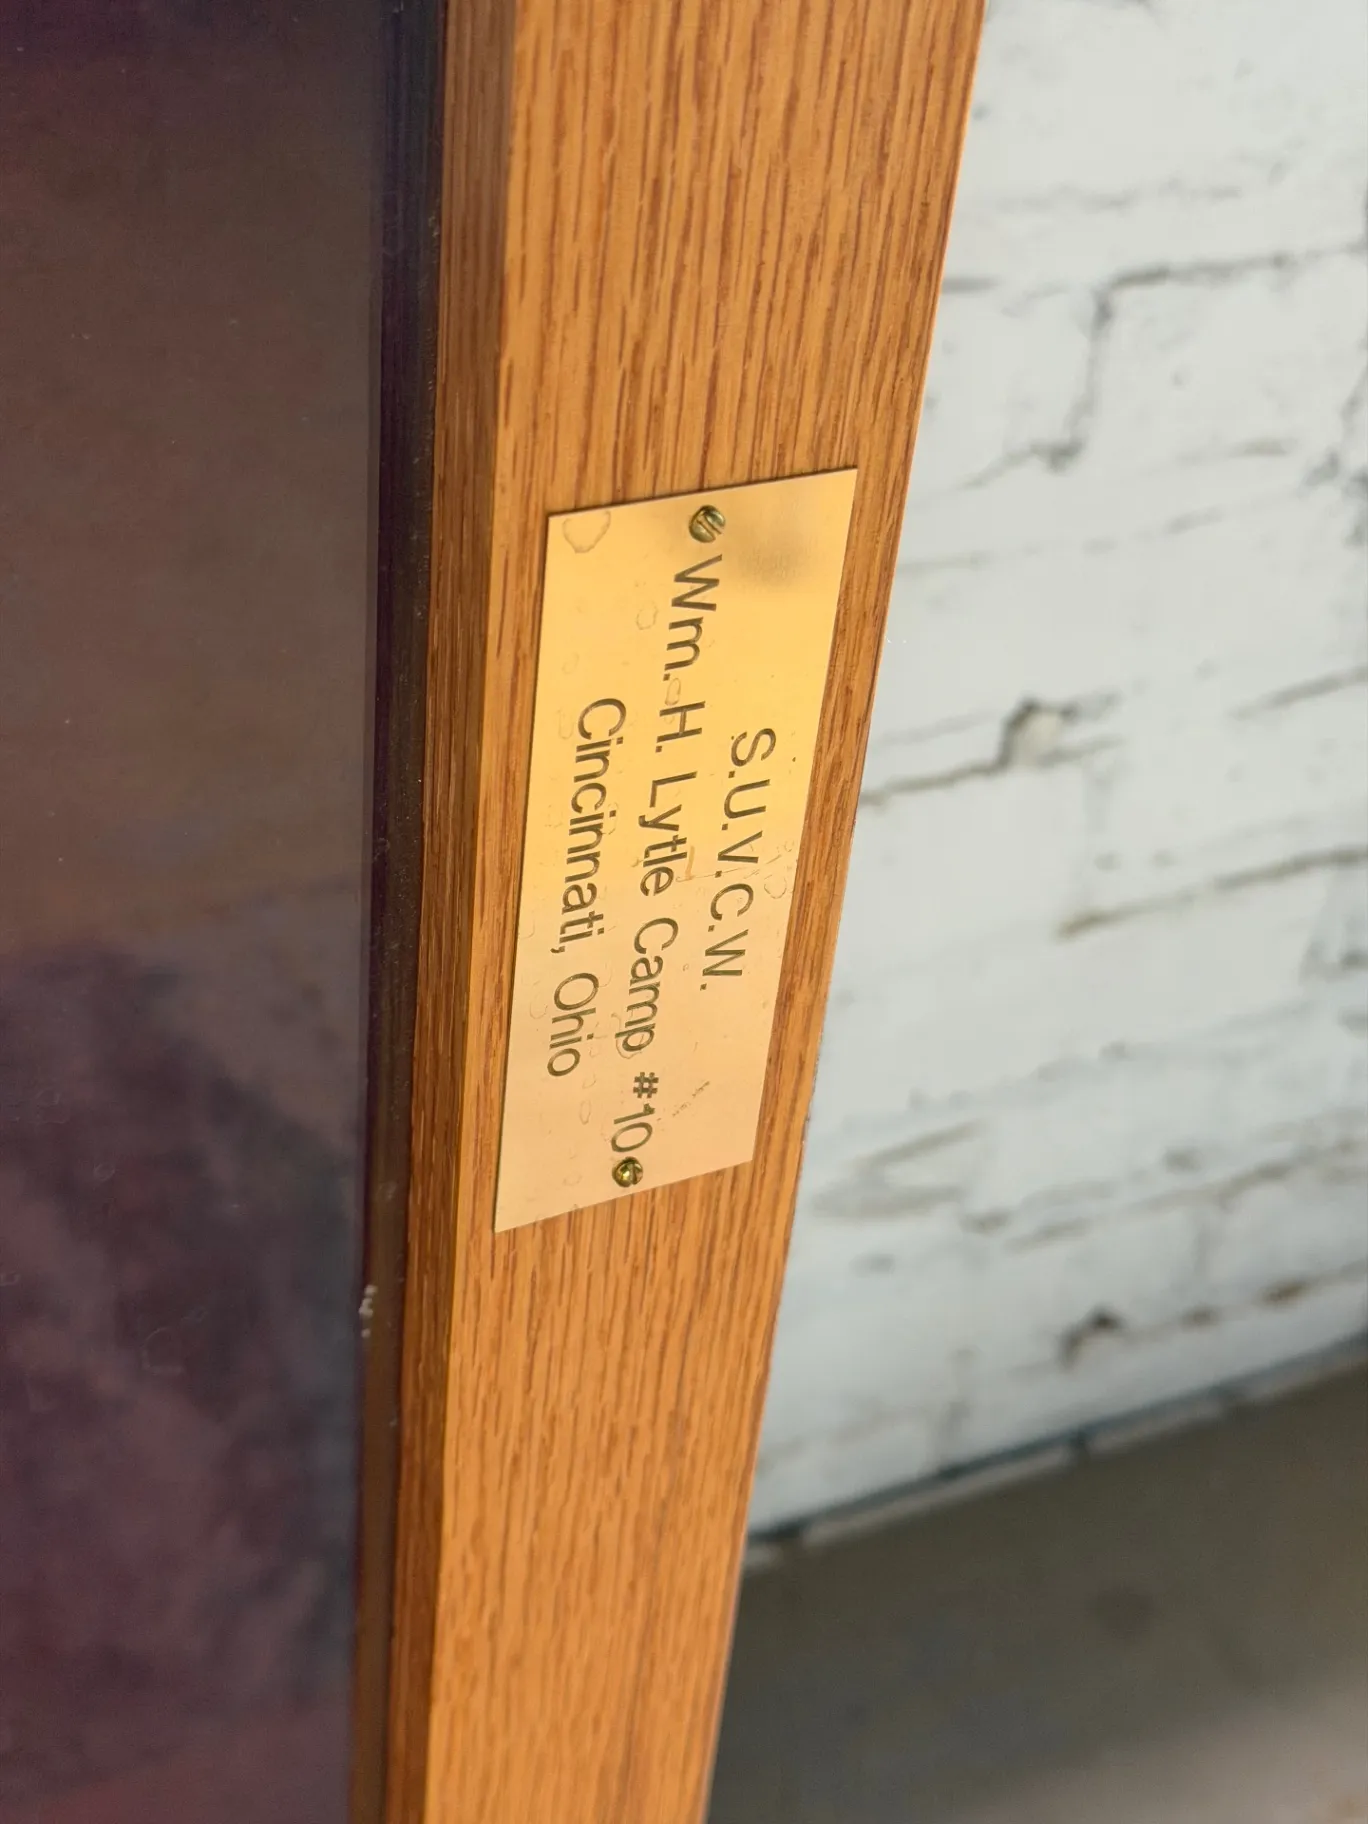 S.U.V.C.W.
Wm. H. Lytle Camp #10
Cincinnati, Ohio